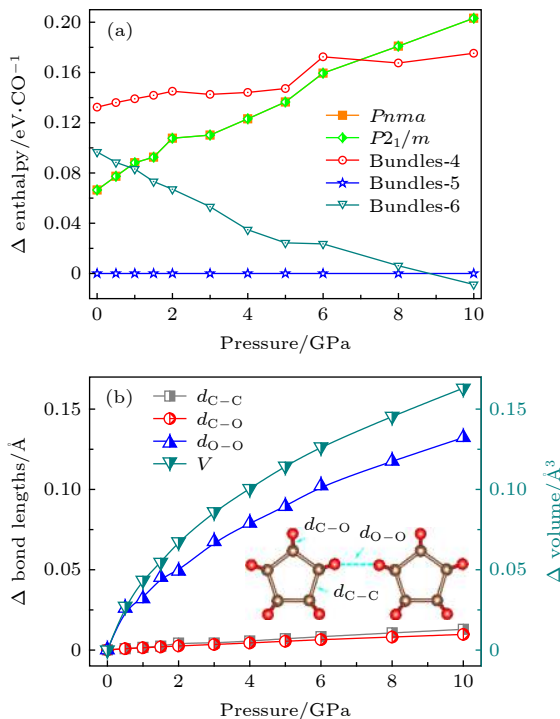 (a)
0.20
0.16
0.12
0.08
0.04
0
Δ enthalpy/eV·CO⁻¹
Pnma
P2₁/m
Bundles-4
Bundles-5
Bundles-6
0 2 4 6 8 10
Pressure/GPa
(b)
d_C−C
d_C−O
d_O−O
V
0.15
0.10
0.05
0
Δ bond lengths/Å
0.15
0.10
0.05
0
Δ volume/Å³
d_C−O
d_O−O
d_C−C
0 2 4 6 8 10
Pressure/GPa